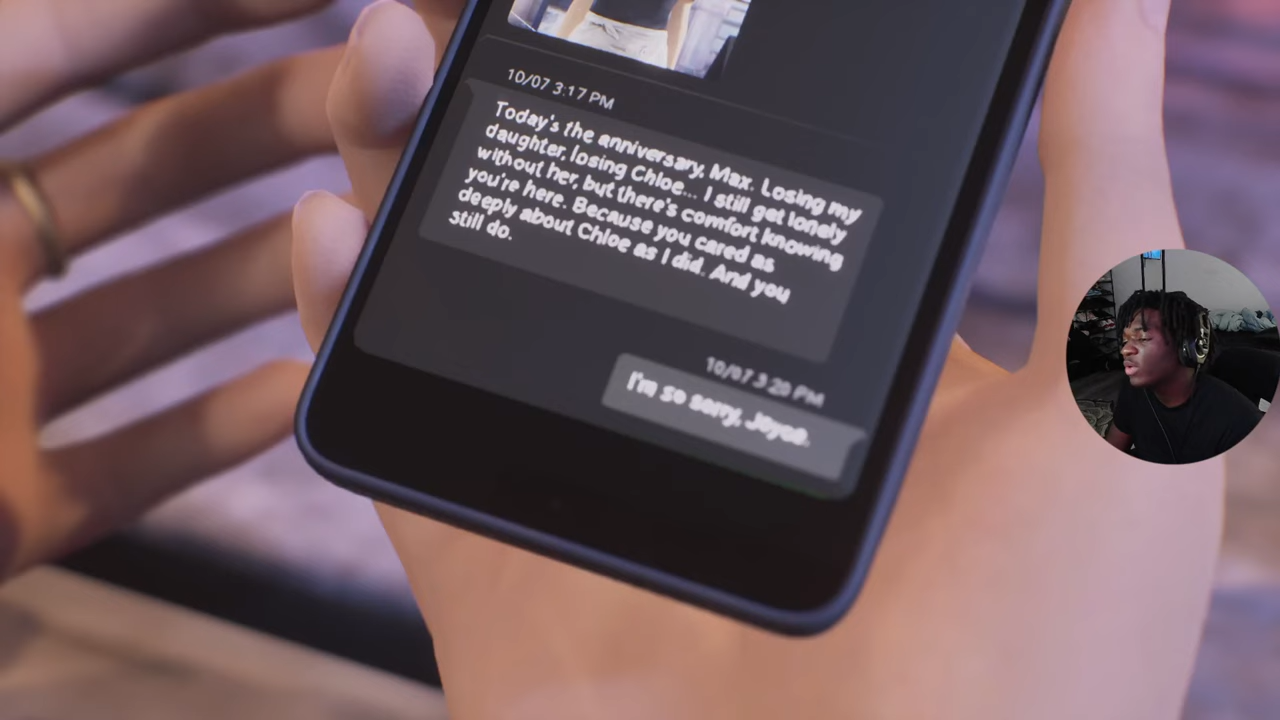 10/07 3:17 PM
Today's the anniversary, Max. Losing my
daughter, losing Chloe... I still get lonely
without her, but there's comfort knowing
you're here. Because you cared as
deeply about Chloe as I did. And you
still do.
10/07 3:20 PM
I'm so sorry, Joyce.